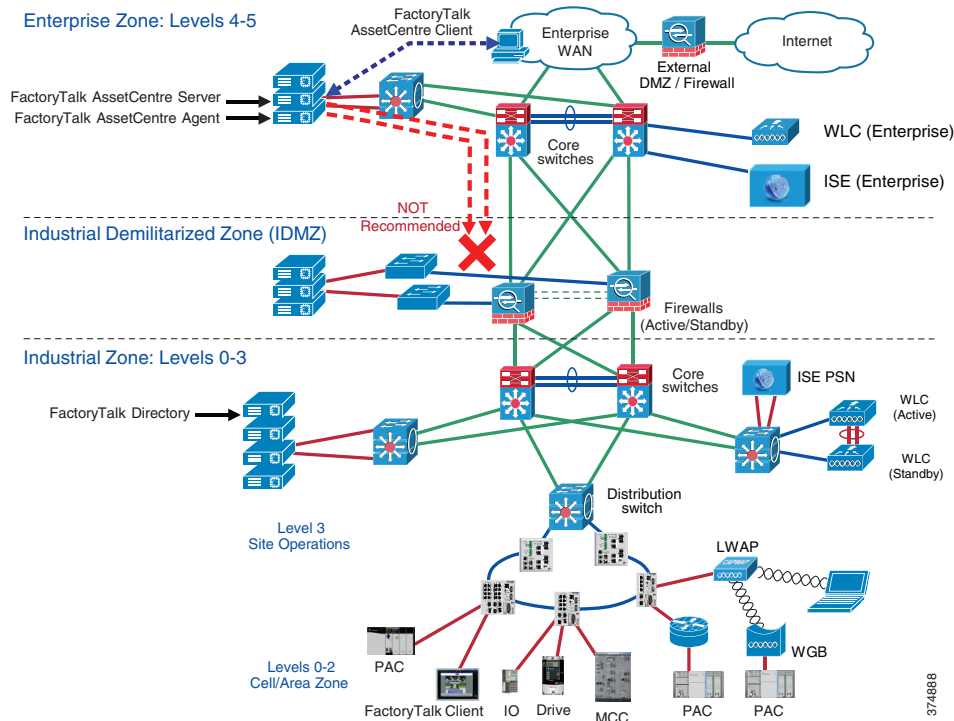 Enterprise Zone: Levels 4-5
FactoryTalk
AssetCentre Client
Enterprise
WAN
External
DMZ / Firewall
Internet
FactoryTalk AssetCentre Server
FactoryTalk AssetCentre Agent
Core
switches
WLC (Enterprise)
ISE (Enterprise)
NOT
Recommended
Industrial Demilitarized Zone (IDMZ)
Firewalls
(Active/Standby)
Industrial Zone: Levels 0-3
Core
switches
ISE PSN
FactoryTalk Directory
WLC
(Active)
WLC
(Standby)
Distribution
switch
Level 3
Site Operations
LWAP
CAPWAP
PAC
WGB
Levels 0-2
Cell/Area Zone
FactoryTalk Client
IO
Drive
MCC
PAC
PAC
374888